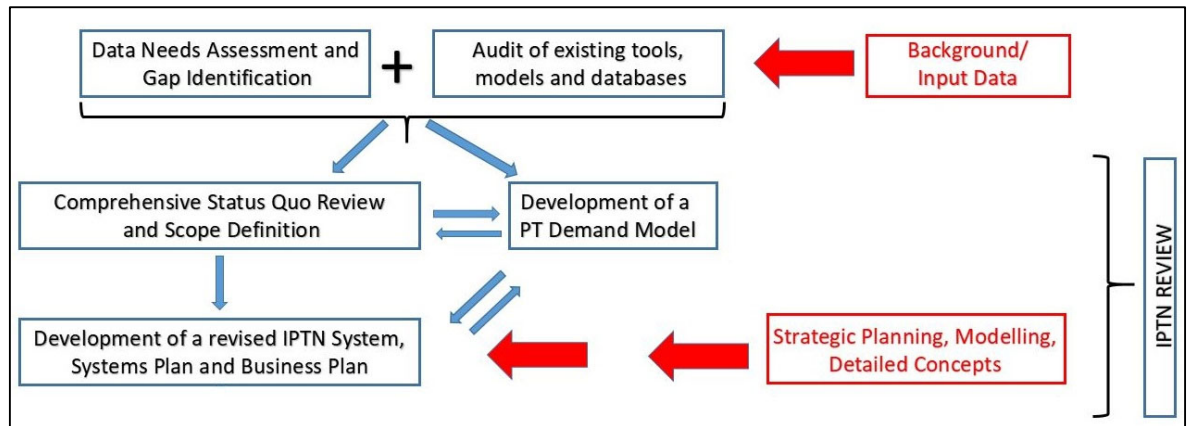 Data Needs Assessment and
Gap Identification
+
Audit of existing tools,
models and databases
Background/
Input Data
Comprehensive Status Quo Review
and Scope Definition
Development of a
PT Demand Model
Development of a revised IPTN System,
Systems Plan and Business Plan
Strategic Planning, Modelling,
Detailed Concepts
IPTN REVIEW